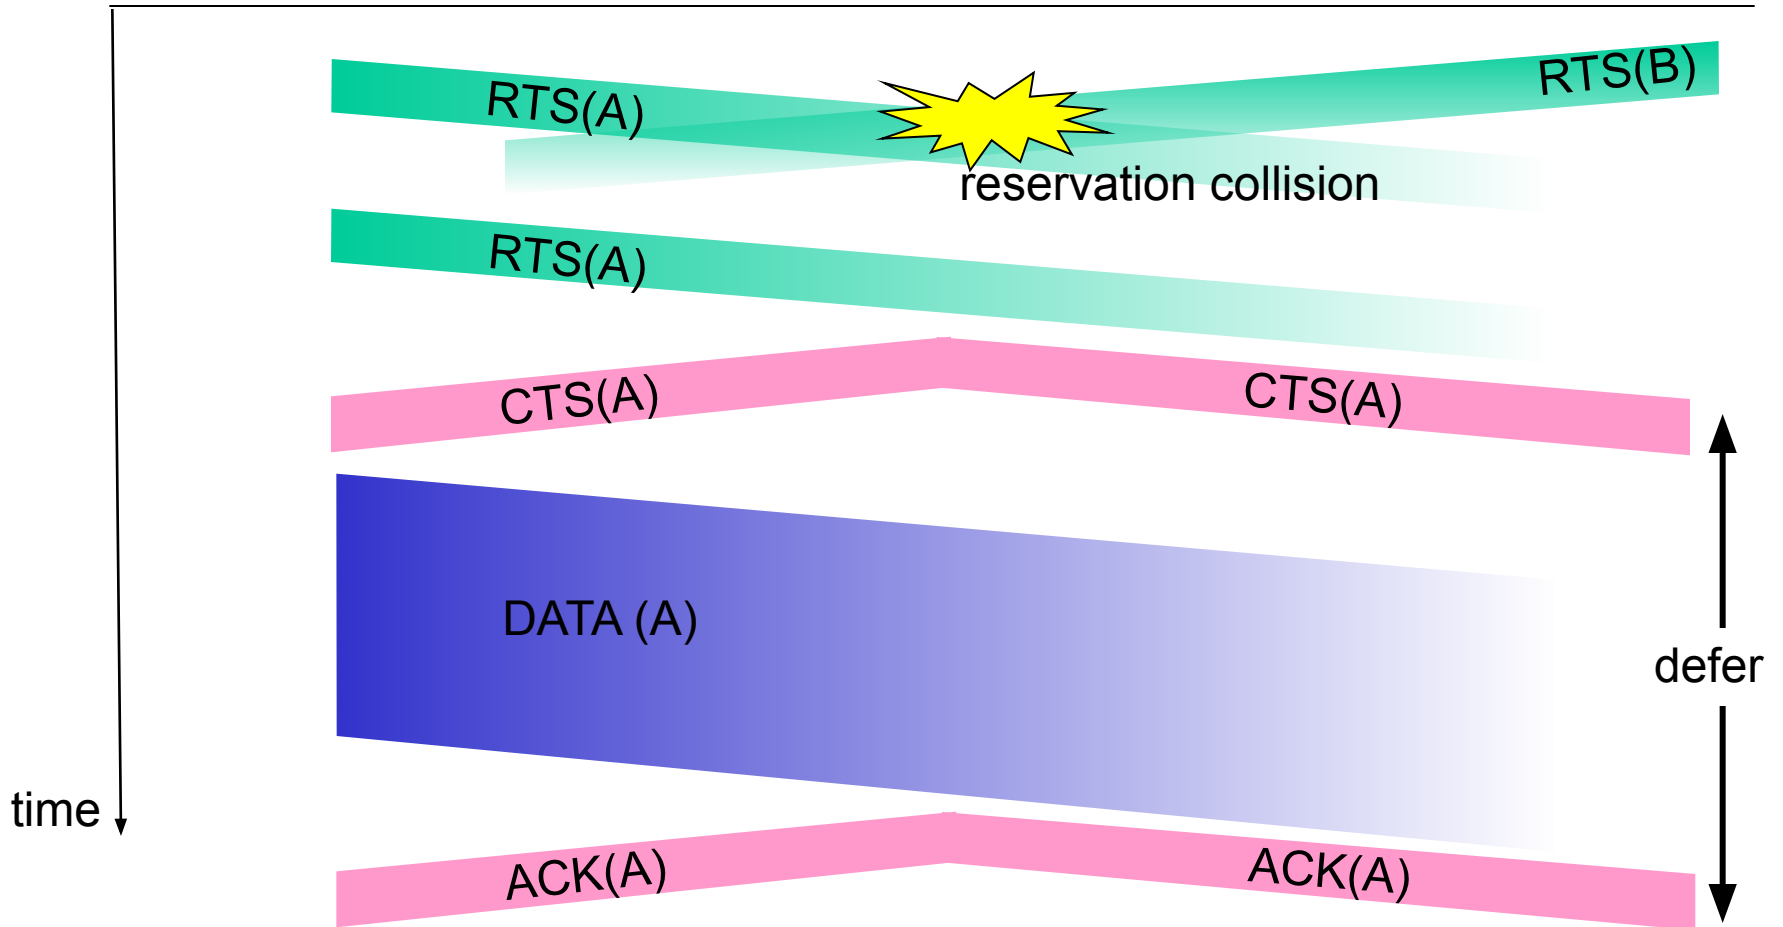 RTS(B)
RTS(A)
reservation collision
RTS(A)
CTS(A)
CTS(A)
DATA (A)
defer
time
ACK(A)
ACK(A)